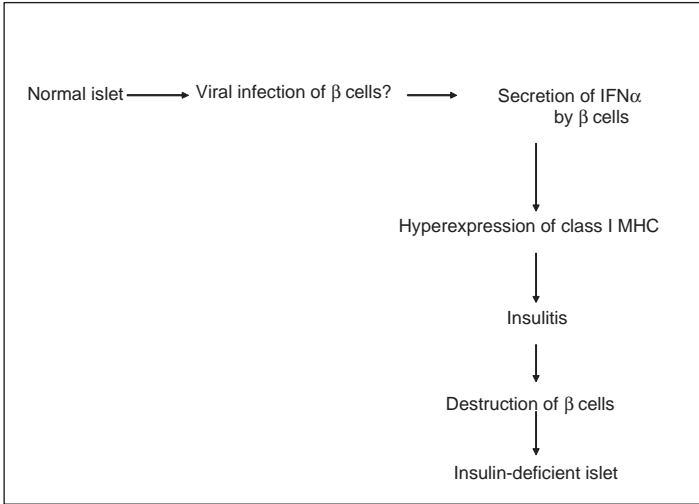 Normal islet
Viral infection of β cells?
Secretion of IFNα
by β cells
Hyperexpression of class I MHC
Insulitis
Destruction of β cells
Insulin-deficient islet